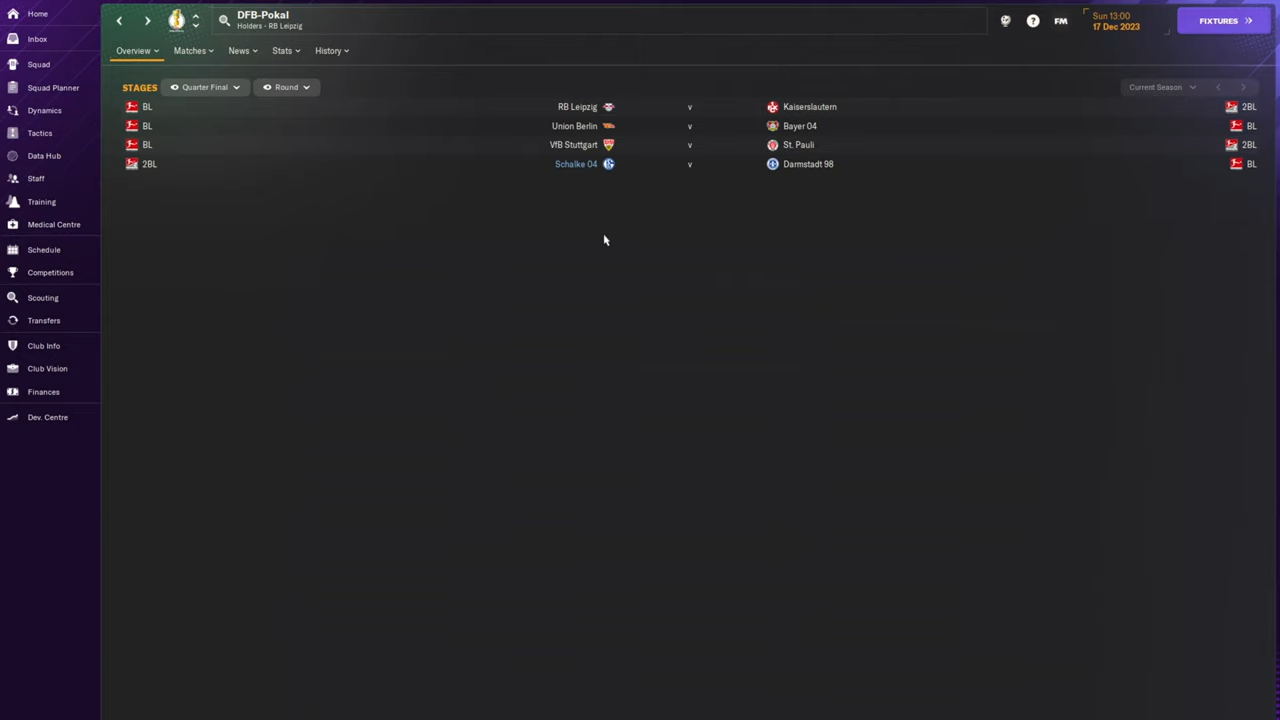 Home
Inbox
Squad
Squad Planner
Dynamics
Tactics
Data Hub
Staff
Training
Medical Centre
Schedule
Competitions
Scouting
Transfers
Club Info
Club Vision
Finances
Dev. Centre
DFB-Pokal
Holders - RB Leipzig
FM
Sun 13:00
17 Dec 2023
FIXTURES
Overview Matches News Stats History
STAGES Quarter Final Round Current Season
BL RB Leipzig v Kaiserslautern 2BL
BL Union Berlin v Bayer 04 BL
BL VfB Stuttgart v St. Pauli 2BL
2BL Schalke 04 v Darmstadt 98 BL